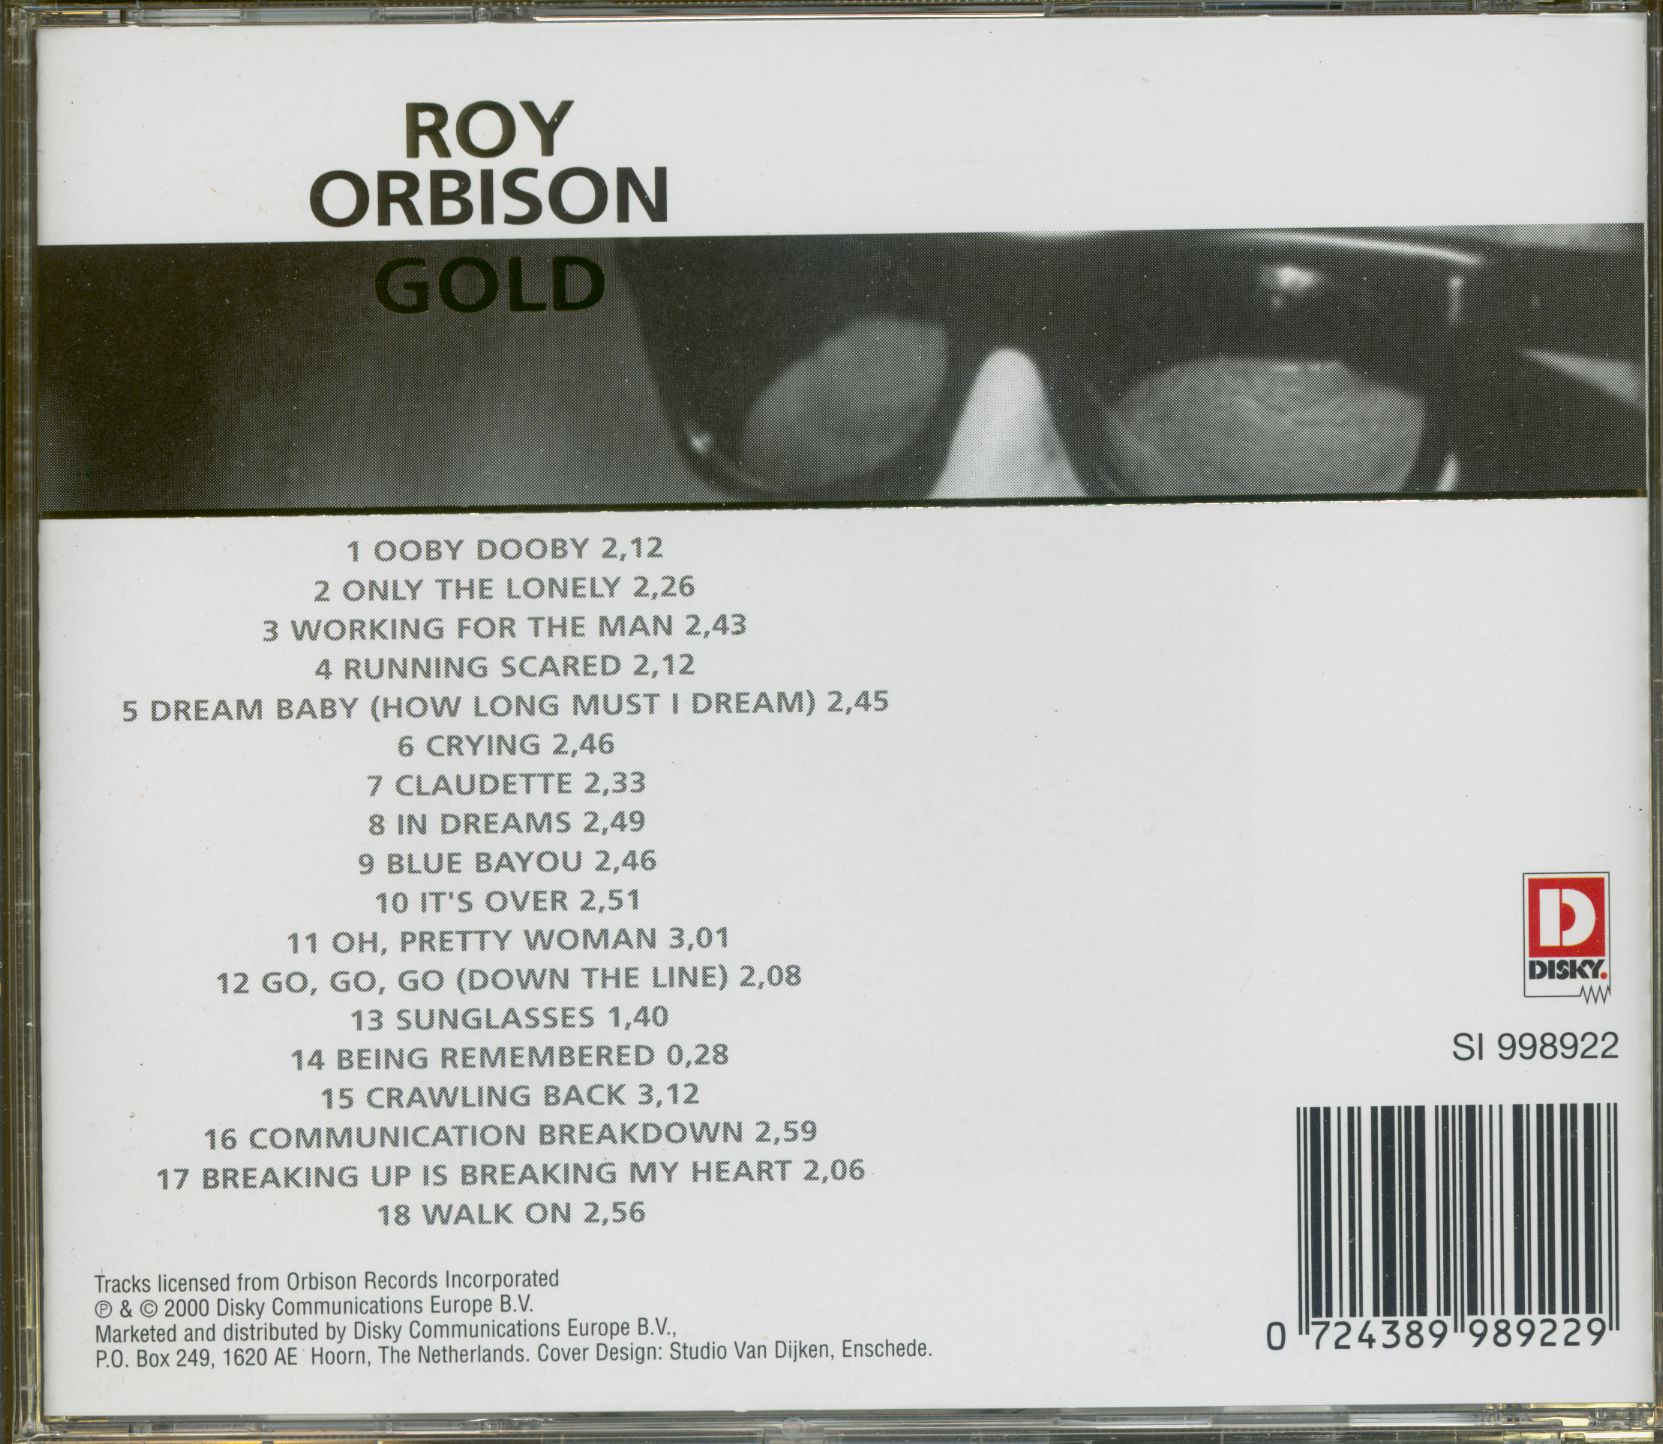 ROY
ORBISON
GOLD
1 OOBY DOOBY 2,12
2 ONLY THE LONELY 2,26
3 WORKING FOR THE MAN 2,43
4 RUNNING SCARED 2,12
5 DREAM BABY (HOW LONG MUST I DREAM) 2,45
6 CRYING 2,46
7 CLAUDETTE 2,33
8 IN DREAMS 2,49
9 BLUE BAYOU 2,46
10 IT'S OVER 2,51
11 OH, PRETTY WOMAN 3,01
12 GO, GO, GO (DOWN THE LINE) 2,08
13 SUNGLASSES 1,40
14 BEING REMEMBERED 0,28
15 CRAWLING BACK 3,12
16 COMMUNICATION BREAKDOWN 2,59
17 BREAKING UP IS BREAKING MY HEART 2,06
18 WALK ON 2,56
Tracks licensed from Orbison Records Incorporated
℗ & © 2000 Disky Communications Europe B.V.
Marketed and distributed by Disky Communications Europe B.V.,
P.O. Box 249, 1620 AE Hoorn, The Netherlands. Cover Design: Studio Van Dijken, Enschede.
D
DISKY.
SI 998922
0 724389 989229